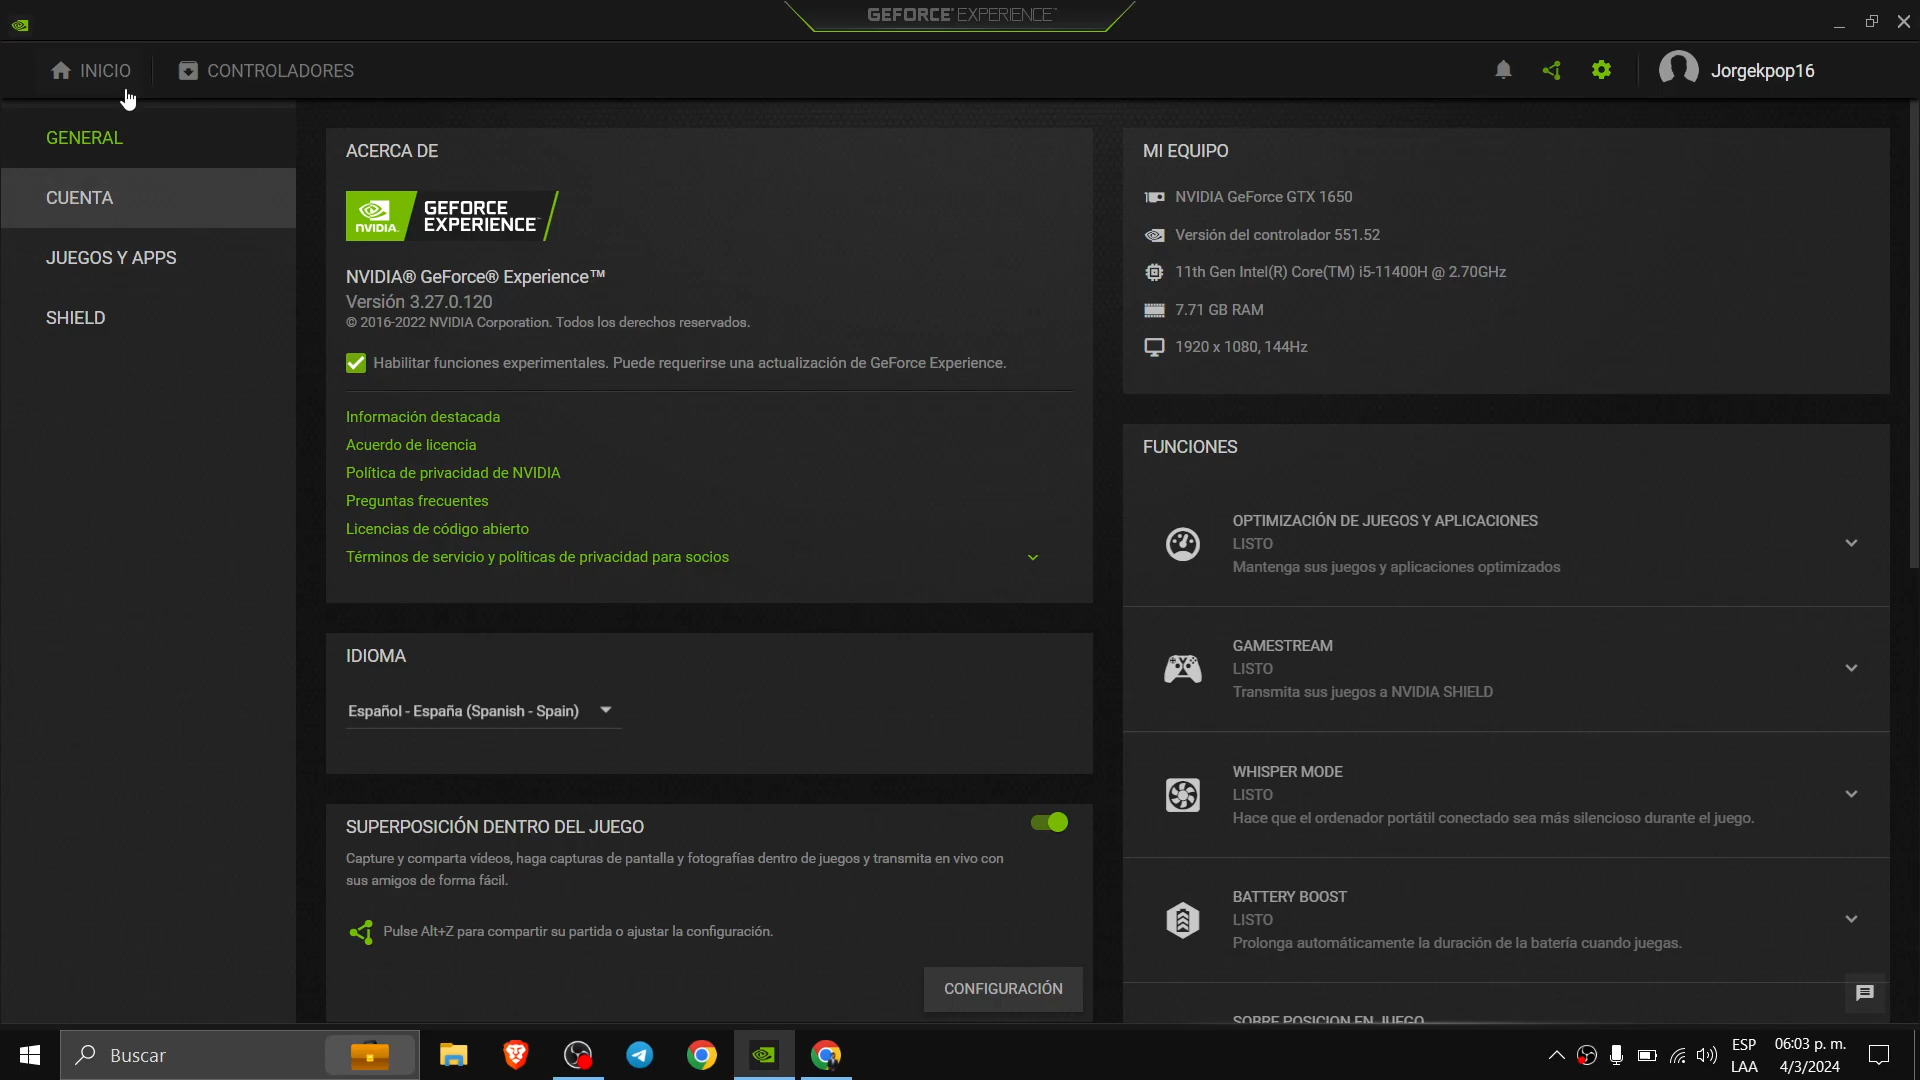 GEFORCE® EXPERIENCE™
INICIO
CONTROLADORES
Jorgekpop16
GENERAL
CUENTA
JUEGOS Y APPS
SHIELD
ACERCA DE
NVIDIA.
GEFORCE
EXPERIENCE™
NVIDIA® GeForce® Experience™
Versión 3.27.0.120
© 2016-2022 NVIDIA Corporation. Todos los derechos reservados.
Habilitar funciones experimentales. Puede requerirse una actualización de GeForce Experience.
Información destacada
Acuerdo de licencia
Política de privacidad de NVIDIA
Preguntas frecuentes
Licencias de código abierto
Términos de servicio y políticas de privacidad para socios
IDIOMA
Español - España (Spanish - Spain)
SUPERPOSICIÓN DENTRO DEL JUEGO
Capture y comparta vídeos, haga capturas de pantalla y fotografías dentro de juegos y transmita en vivo con
sus amigos de forma fácil.
Pulse Alt+Z para compartir su partida o ajustar la configuración.
CONFIGURACIÓN
MI EQUIPO
NVIDIA GeForce GTX 1650
Versión del controlador 551.52
11th Gen Intel(R) Core(TM) i5-11400H @ 2.70GHz
7.71 GB RAM
1920 x 1080, 144Hz
FUNCIONES
OPTIMIZACIÓN DE JUEGOS Y APLICACIONES
LISTO
Mantenga sus juegos y aplicaciones optimizados
GAMESTREAM
LISTO
Transmita sus juegos a NVIDIA SHIELD
WHISPER MODE
LISTO
Hace que el ordenador portátil conectado sea más silencioso durante el juego.
BATTERY BOOST
LISTO
Prolonga automáticamente la duración de la batería cuando juegas.
SOBRE POSICION EN JUEGO
Buscar
ESP
LAA
06:03 p. m.
4/3/2024